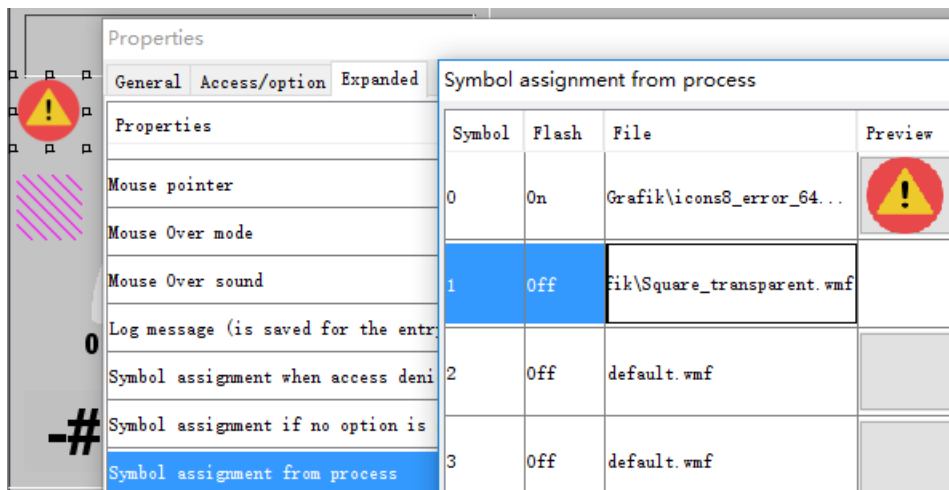 Properties
General Access/option Expanded
Properties
Mouse pointer
Mouse Over mode
Mouse Over sound
Log message (is saved for the entry
Symbol assignment when access deni
Symbol assignment if no option is
Symbol assignment from process
0
-#
Symbol assignment from process
Symbol Flash File Preview
0 On Grafik\icons8_error_64...
1 Off fik\Square_transparent.wmf
2 Off default.wmf
3 Off default.wmf